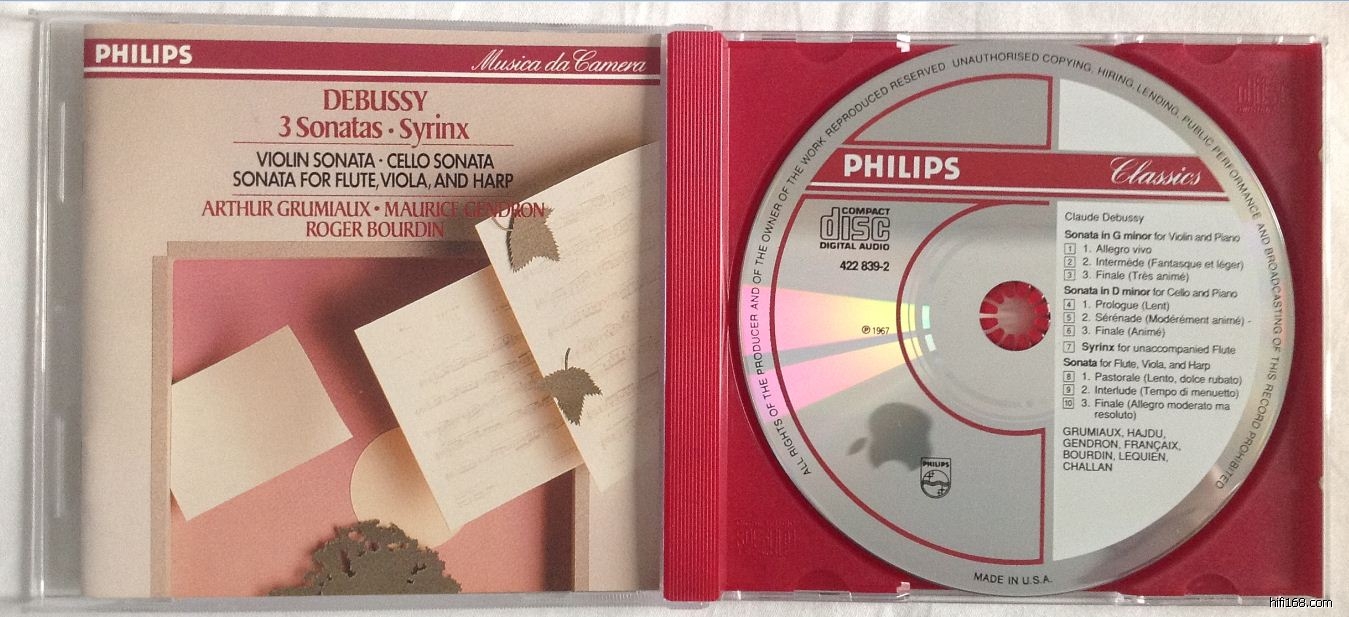 PHILIPS
Musica da Camera
DEBUSSY
3 Sonatas · Syrinx
VIOLIN SONATA · CELLO SONATA
SONATA FOR FLUTE, VIOLA, AND HARP
ARTHUR GRUMIAUX · MAURICE GENDRON
ROGER BOURDIN
ALL RIGHTS OF THE PRODUCER AND OF THE OWNER OF THE WORK REPRODUCED RESERVED UNAUTHORISED COPYING, HIRING, LENDING, PUBLIC PERFORMANCE AND BROADCASTING OF THIS RECORD PROHIBITED
PHILIPS
Classics
COMPACT
disc
DIGITAL AUDIO
422 839-2
℗ 1967
PHILIPS
Claude Debussy
Sonata in G minor for Violin and Piano
1 1. Allegro vivo
2 2. Intermède (Fantasque et léger)
3 3. Finale (Très animé)
Sonata in D minor for Cello and Piano
4 1. Prologue (Lent)
5 2. Sérénade (Modérément animé) -
6 3. Finale (Animé)
7 Syrinx for unaccompanied Flute
Sonata for Flute, Viola, and Harp
8 1. Pastorale (Lento, dolce rubato)
9 2. Interlude (Tempo di menuetto)
10 3. Finale (Allegro moderato ma
resoluto)
GRUMIAUX, HAJDU,
GENDRON, FRANÇAIX,
BOURDIN, LEQUIEN,
CHALLAN
MADE IN U.S.A.
hifi168.com